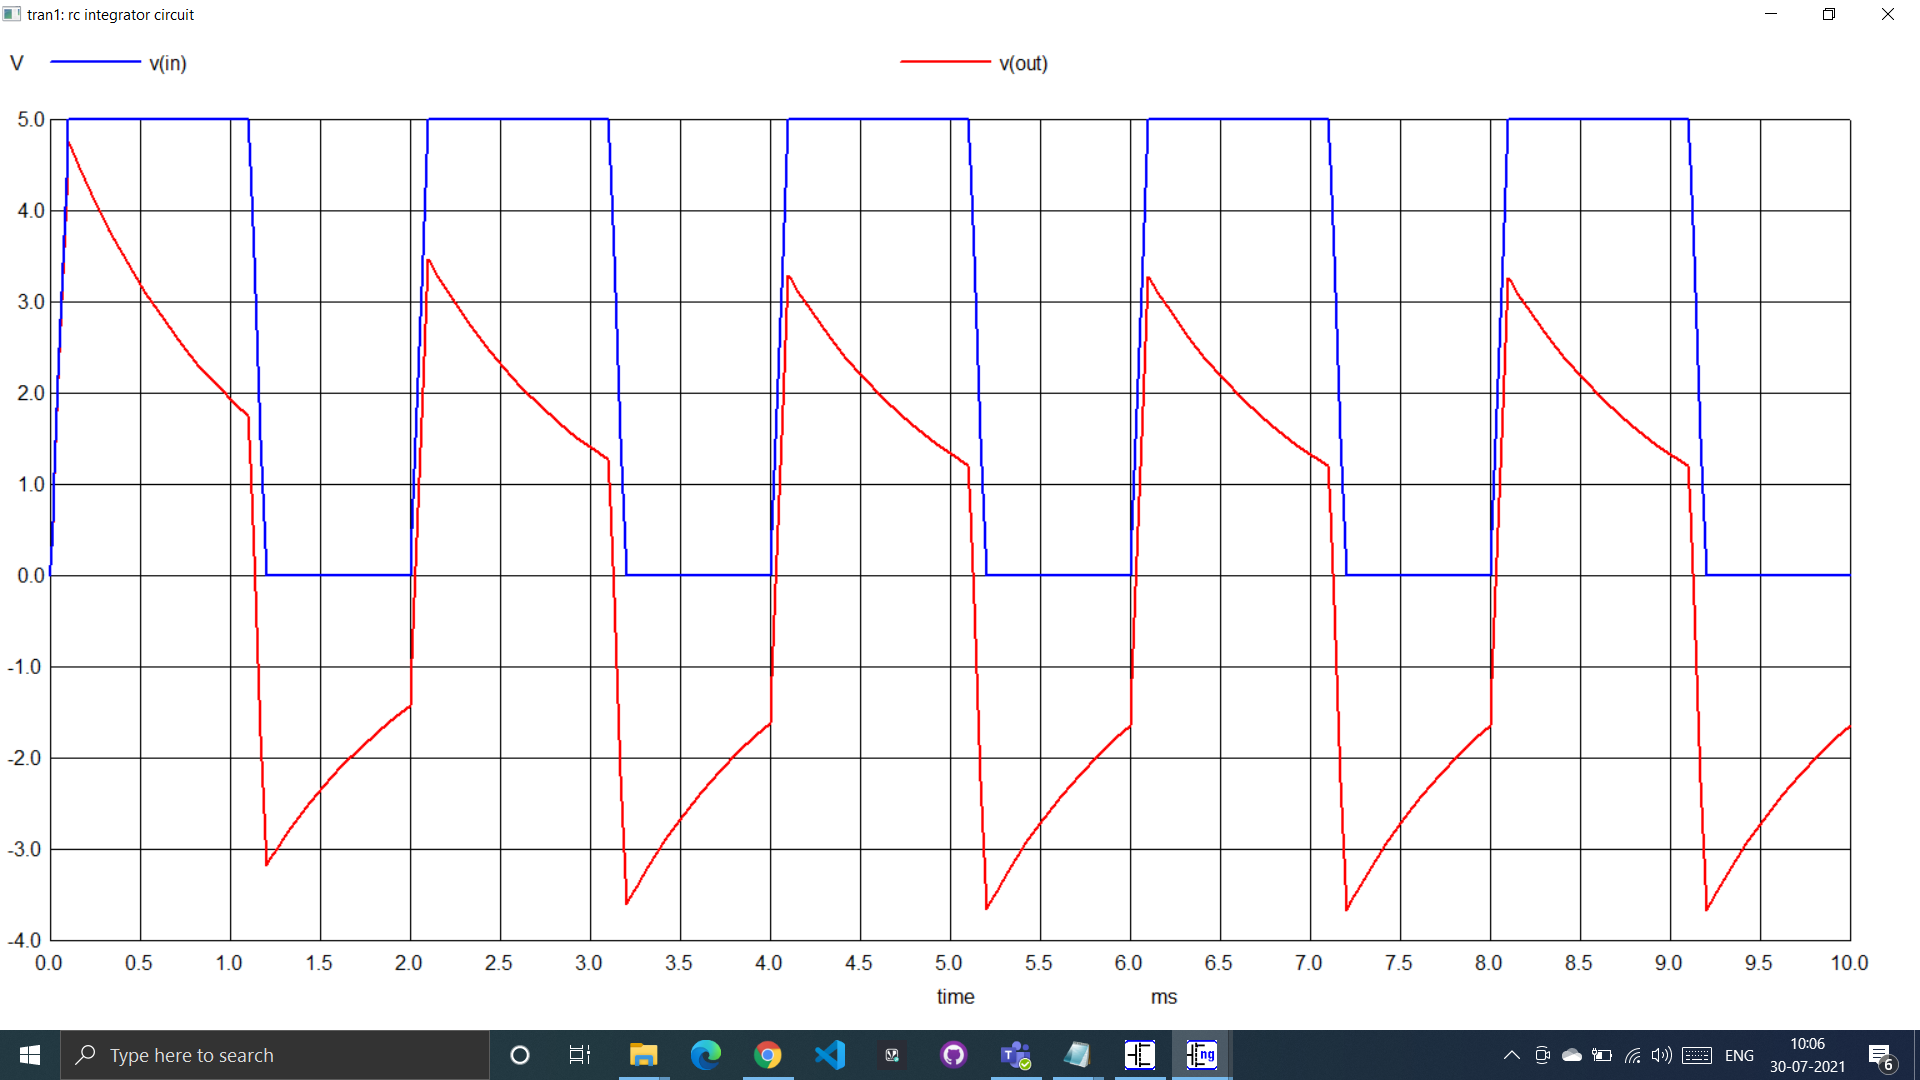 tran1: rc integrator circuit
V v(in) v(out)
5.0
4.0
3.0
2.0
1.0
0.0
-1.0
-2.0
-3.0
-4.0
0.0 0.5 1.0 1.5 2.0 2.5 3.0 3.5 4.0 4.5 5.0 5.5 6.0 6.5 7.0 7.5 8.0 8.5 9.0 9.5 10.0
time ms
Type here to search
ng
ENG
10:06
30-07-2021
6